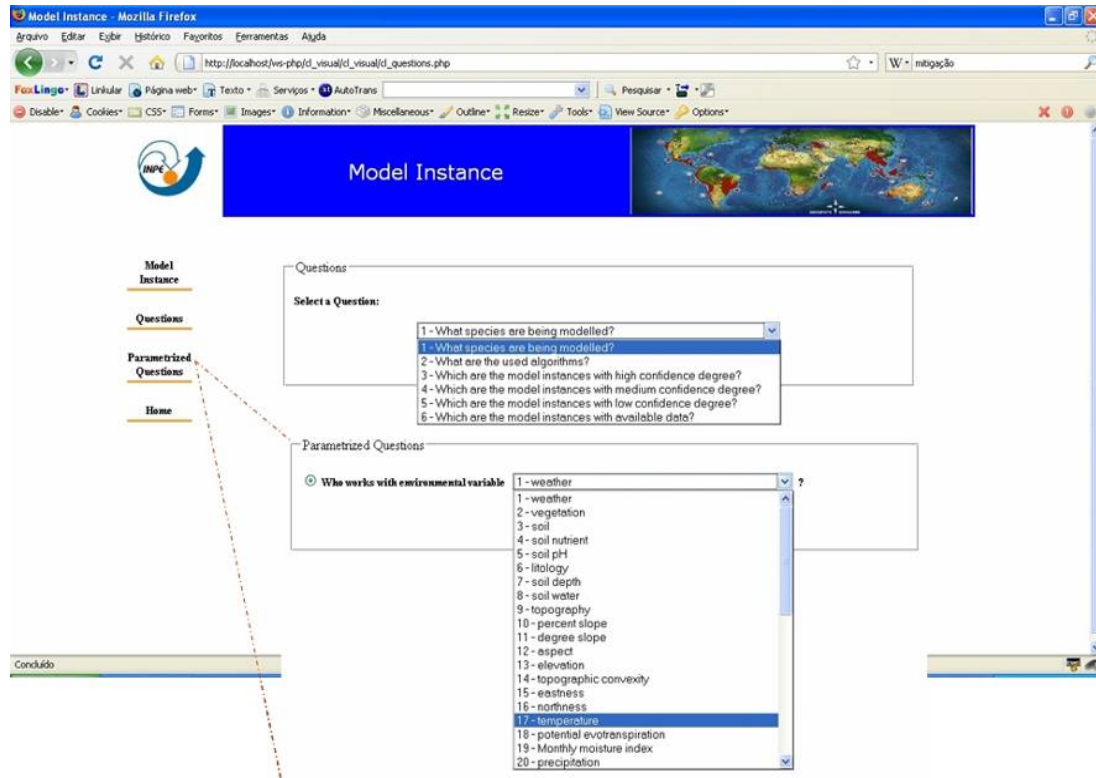 Model Instance - Mozilla Firefox
Arquivo Editar Exibir Histórico Favoritos Ferramentas Ajuda
http://localhost/ws-php/cl_visual/cl_visual/cl_questions.php
W mitigação
FoxLingo Linkular Página web Texto Serviços AutoTrans Pesquisar
Disable Cookies CSS Forms Images Information Miscellaneous Outline Resize Tools View Source Options
INPE
Model Instance
Model
Instance
Questions
Parametrized
Questions
Home
Questions
Select a Question:
1 - What species are being modelled?
1 - What species are being modelled?
2 - What are the used algorithms?
3 - Which are the model instances with high confidence degree?
4 - Which are the model instances with medium confidence degree?
5 - Which are the model instances with low confidence degree?
6 - Which are the model instances with available data?
Parametrized Questions
Who works with environmental variable 1 - weather ?
1 - weather
2 - vegetation
3 - soil
4 - soil nutrient
5 - soil pH
6 - litology
7 - soil depth
8 - soil water
9 - topography
10 - percent slope
11 - degree slope
12 - aspect
13 - elevation
14 - topographic convexity
15 - eastness
16 - northness
17 - temperature
18 - potential evotranspiration
19 - Monthly moisture index
20 - precipitation
Concluído